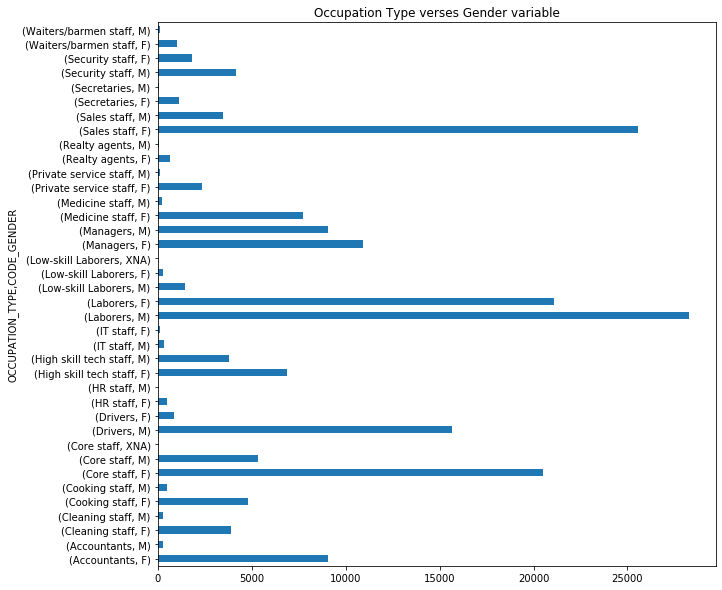 Occupation Type verses Gender variable
(Waiters/barmen staff, M)
(Waiters/barmen staff, F)
(Security staff, F)
(Security staff, M)
(Secretaries, M)
(Secretaries, F)
(Sales staff, M)
(Sales staff, F)
(Realty agents, M)
(Realty agents, F)
(Private service staff, M)
(Private service staff, F)
(Medicine staff, M)
(Medicine staff, F)
(Managers, M)
(Managers, F)
(Low-skill Laborers, XNA)
(Low-skill Laborers, F)
(Low-skill Laborers, M)
(Laborers, F)
(Laborers, M)
(IT staff, F)
(IT staff, M)
(High skill tech staff, M)
(High skill tech staff, F)
(HR staff, M)
(HR staff, F)
(Drivers, F)
(Drivers, M)
(Core staff, XNA)
(Core staff, M)
(Core staff, F)
(Cooking staff, M)
(Cooking staff, F)
(Cleaning staff, M)
(Cleaning staff, F)
(Accountants, M)
(Accountants, F)
OCCUPATION_TYPE,CODE_GENDER
0 5000 10000 15000 20000 25000